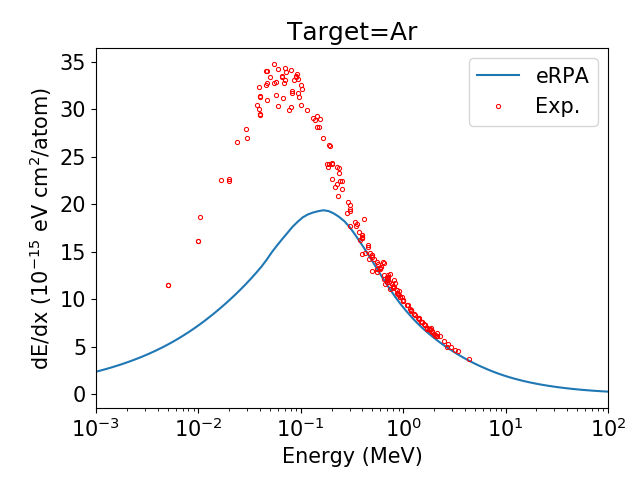 Target=Ar
dE/dx (10⁻¹⁵ eV cm²/atom)
35
30
25
20
15
10
5
0
eRPA
Exp.
10⁻³ 10⁻² 10⁻¹ 10⁰ 10¹ 10²
Energy (MeV)